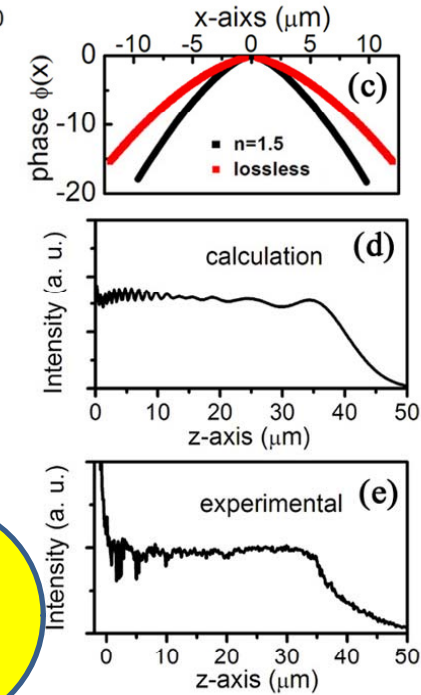 x-aixs (μm)
-10 -5 0 5 10
0
-10
-20
phase ϕ(x)
(c)
n=1.5
lossless
(d)
calculation
Intensity (a. u.)
0 10 20 30 40 50
z-axis (μm)
(e)
experimental
Intensity (a. u.)
0 10 20 30 40 50
z-axis (μm)